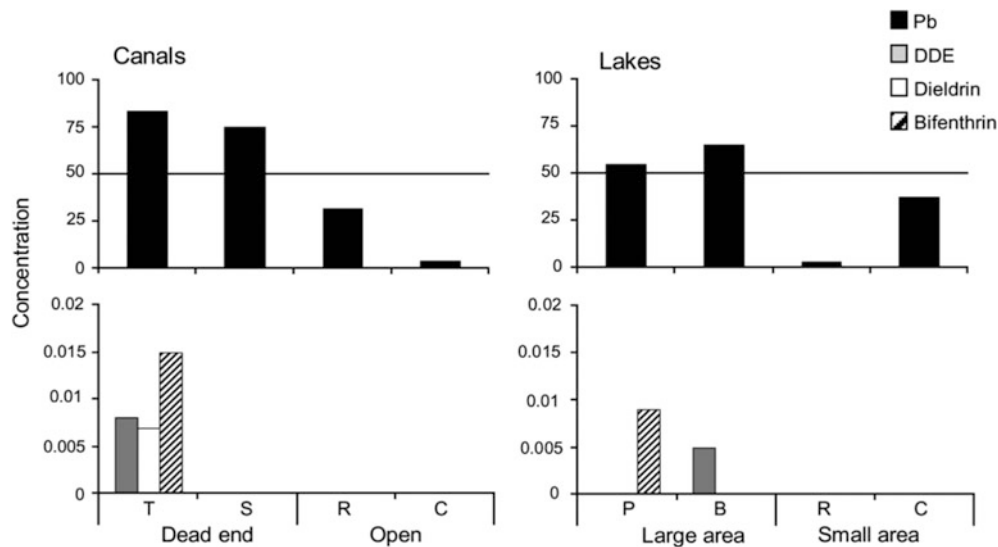 Pb
DDE
Dieldrin
Bifenthrin
Canals
100
75
50
25
0
Lakes
100
75
50
25
0
Concentration
0.02
0.015
0.01
0.005
0
T S R C
Dead end Open
0.02
0.015
0.01
0.005
0
P B R C
Large area Small area